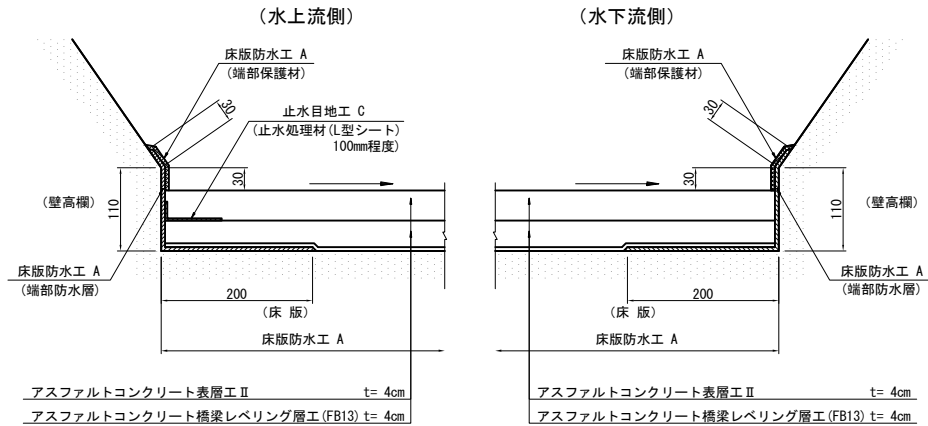 (水上流側)
床版防水工 A
(端部保護材)
30
止水目地工 C
(止水処理材(L型シート)
100mm程度)
30
(壁高欄)
110
床版防水工 A
(端部防水層)
200
(床 版)
床版防水工 A
アスファルトコンクリート表層工Ⅱ t= 4cm
アスファルトコンクリート橋梁レベリング層工(FB13) t= 4cm
(水下流側)
床版防水工 A
(端部保護材)
30
30
110
(壁高欄)
床版防水工 A
(端部防水層)
200
(床 版)
床版防水工 A
アスファルトコンクリート表層工Ⅱ t= 4cm
アスファルトコンクリート橋梁レベリング層工(FB13) t= 4cm